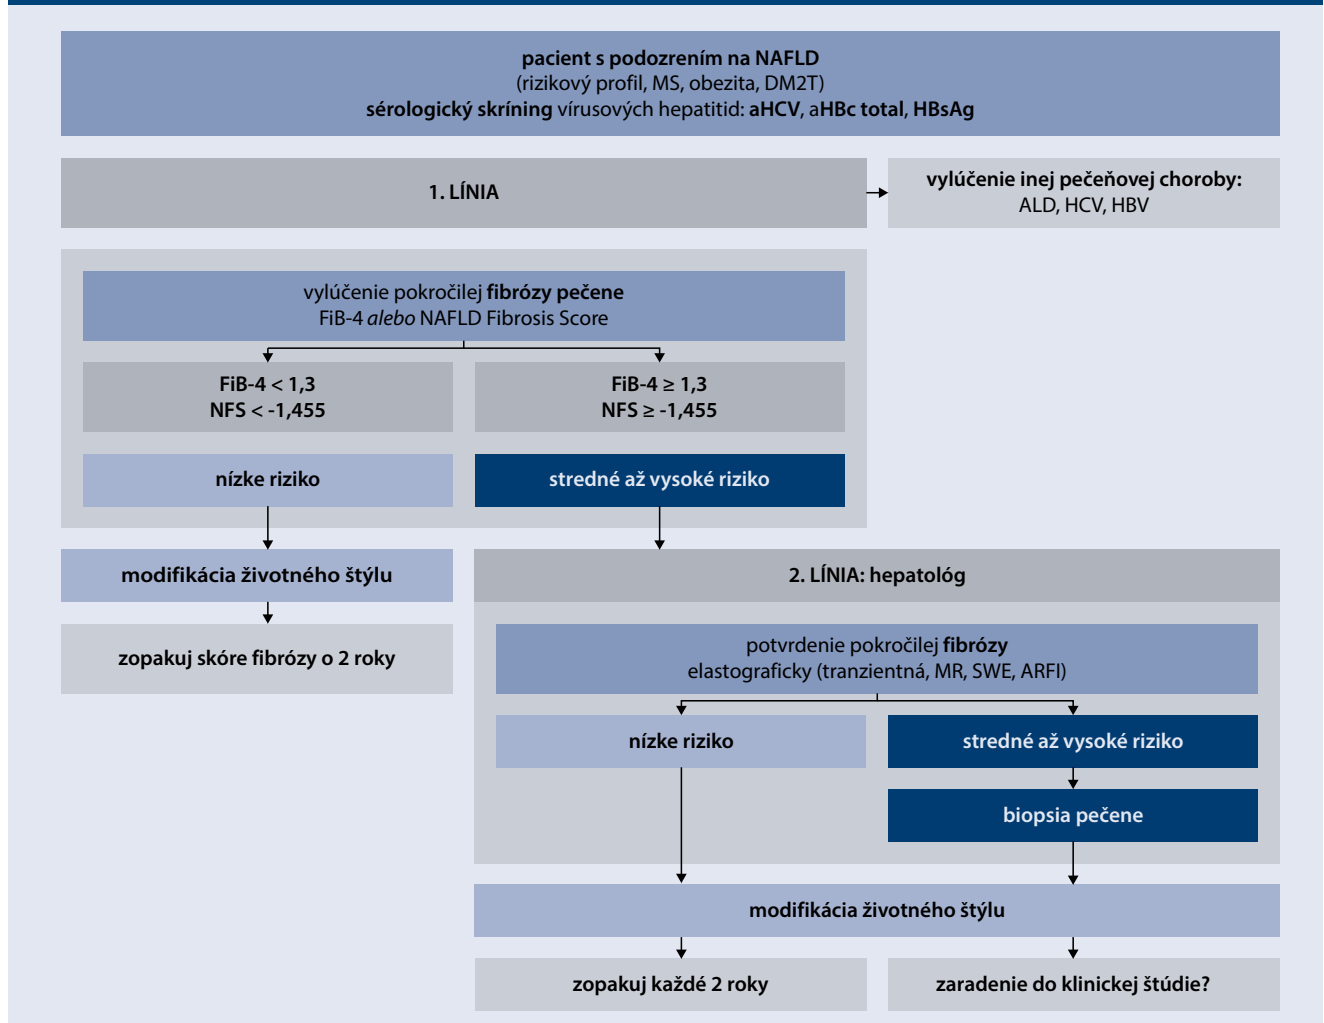 pacient s podozrením na NAFLD
(rizikový profil, MS, obezita, DM2T)
sérologický skríning vírusových hepatitid: aHCV, aHBc total, HBsAg
1. LÍNIA
vylúčenie inej pečeňovej choroby:
ALD, HCV, HBV
vylúčenie pokročilej fibrózy pečene
FiB-4 alebo NAFLD Fibrosis Score
FiB-4 < 1,3
NFS < -1,455
FiB-4 ≥ 1,3
NFS ≥ -1,455
nízke riziko
stredné až vysoké riziko
modifikácia životného štýlu
2. LÍNIA: hepatológ
zopakuj skóre fibrózy o 2 roky
potvrdenie pokročilej fibrózy
elastograficky (tranzientná, MR, SWE, ARFI)
nízke riziko
stredné až vysoké riziko
biopsia pečene
modifikácia životného štýlu
zopakuj každé 2 roky
zaradenie do klinickej štúdie?